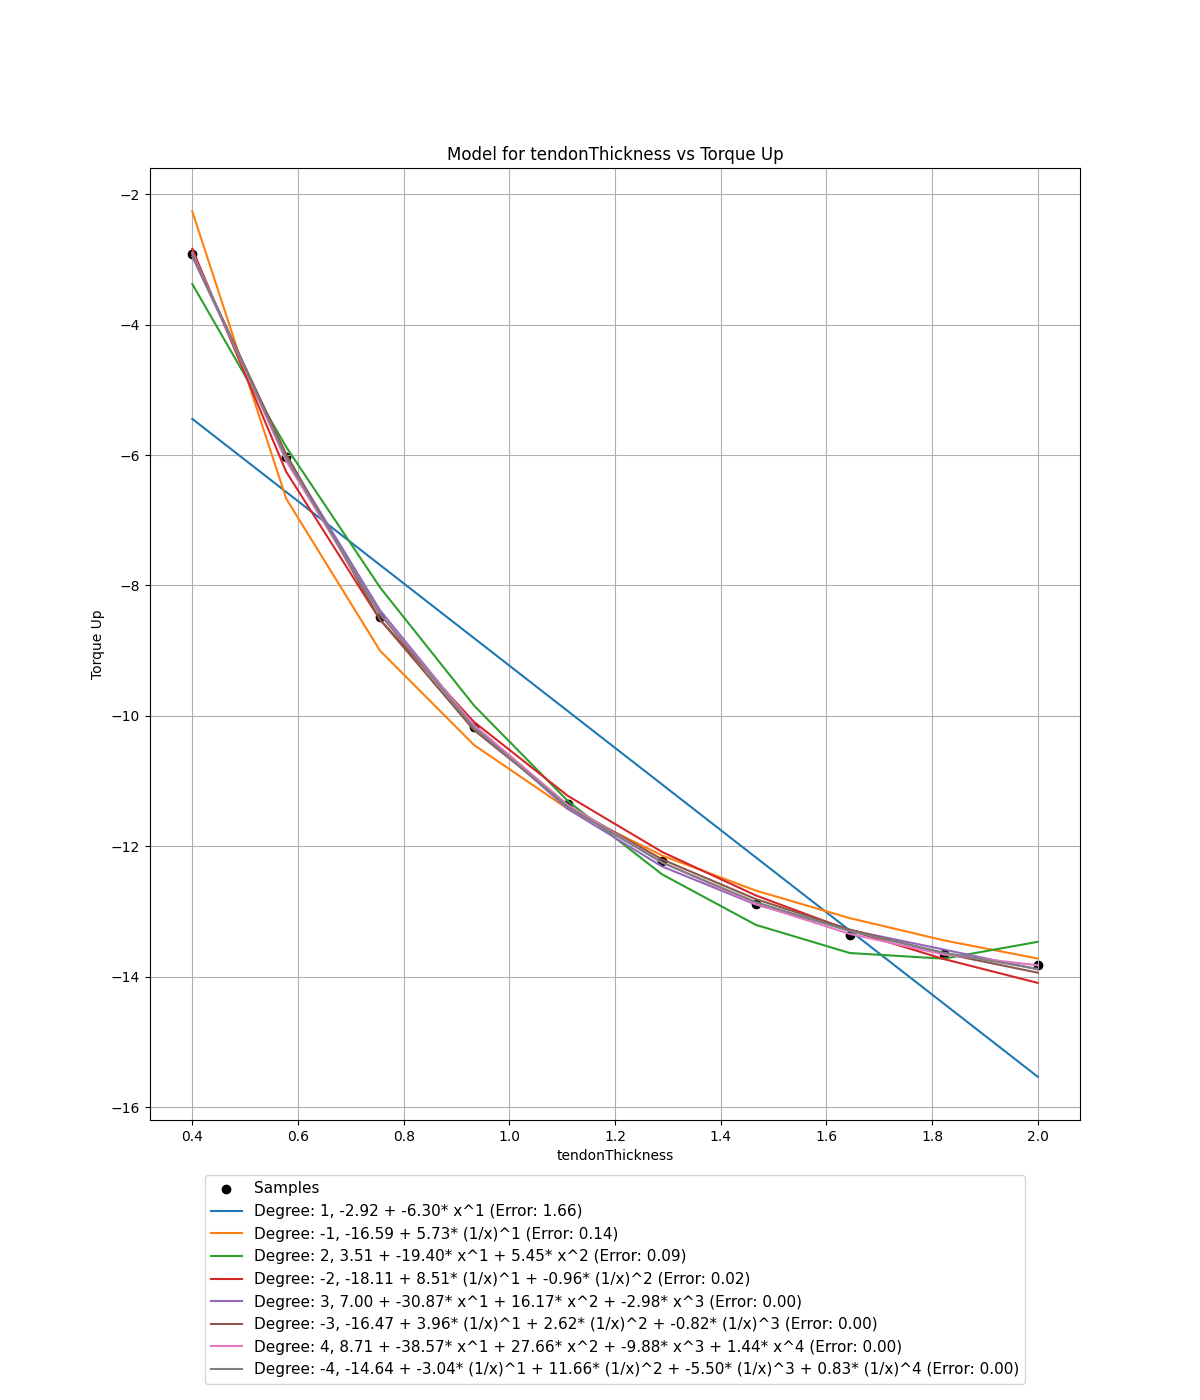 Model for tendonThickness vs Torque Up
−2
−4
−6
−8
−10
−12
−14
−16
Torque Up
0.4 0.6 0.8 1.0 1.2 1.4 1.6 1.8 2.0
tendonThickness
Samples
Degree: 1, -2.92 + -6.30* x^1 (Error: 1.66)
Degree: -1, -16.59 + 5.73* (1/x)^1 (Error: 0.14)
Degree: 2, 3.51 + -19.40* x^1 + 5.45* x^2 (Error: 0.09)
Degree: -2, -18.11 + 8.51* (1/x)^1 + -0.96* (1/x)^2 (Error: 0.02)
Degree: 3, 7.00 + -30.87* x^1 + 16.17* x^2 + -2.98* x^3 (Error: 0.00)
Degree: -3, -16.47 + 3.96* (1/x)^1 + 2.62* (1/x)^2 + -0.82* (1/x)^3 (Error: 0.00)
Degree: 4, 8.71 + -38.57* x^1 + 27.66* x^2 + -9.88* x^3 + 1.44* x^4 (Error: 0.00)
Degree: -4, -14.64 + -3.04* (1/x)^1 + 11.66* (1/x)^2 + -5.50* (1/x)^3 + 0.83* (1/x)^4 (Error: 0.00)